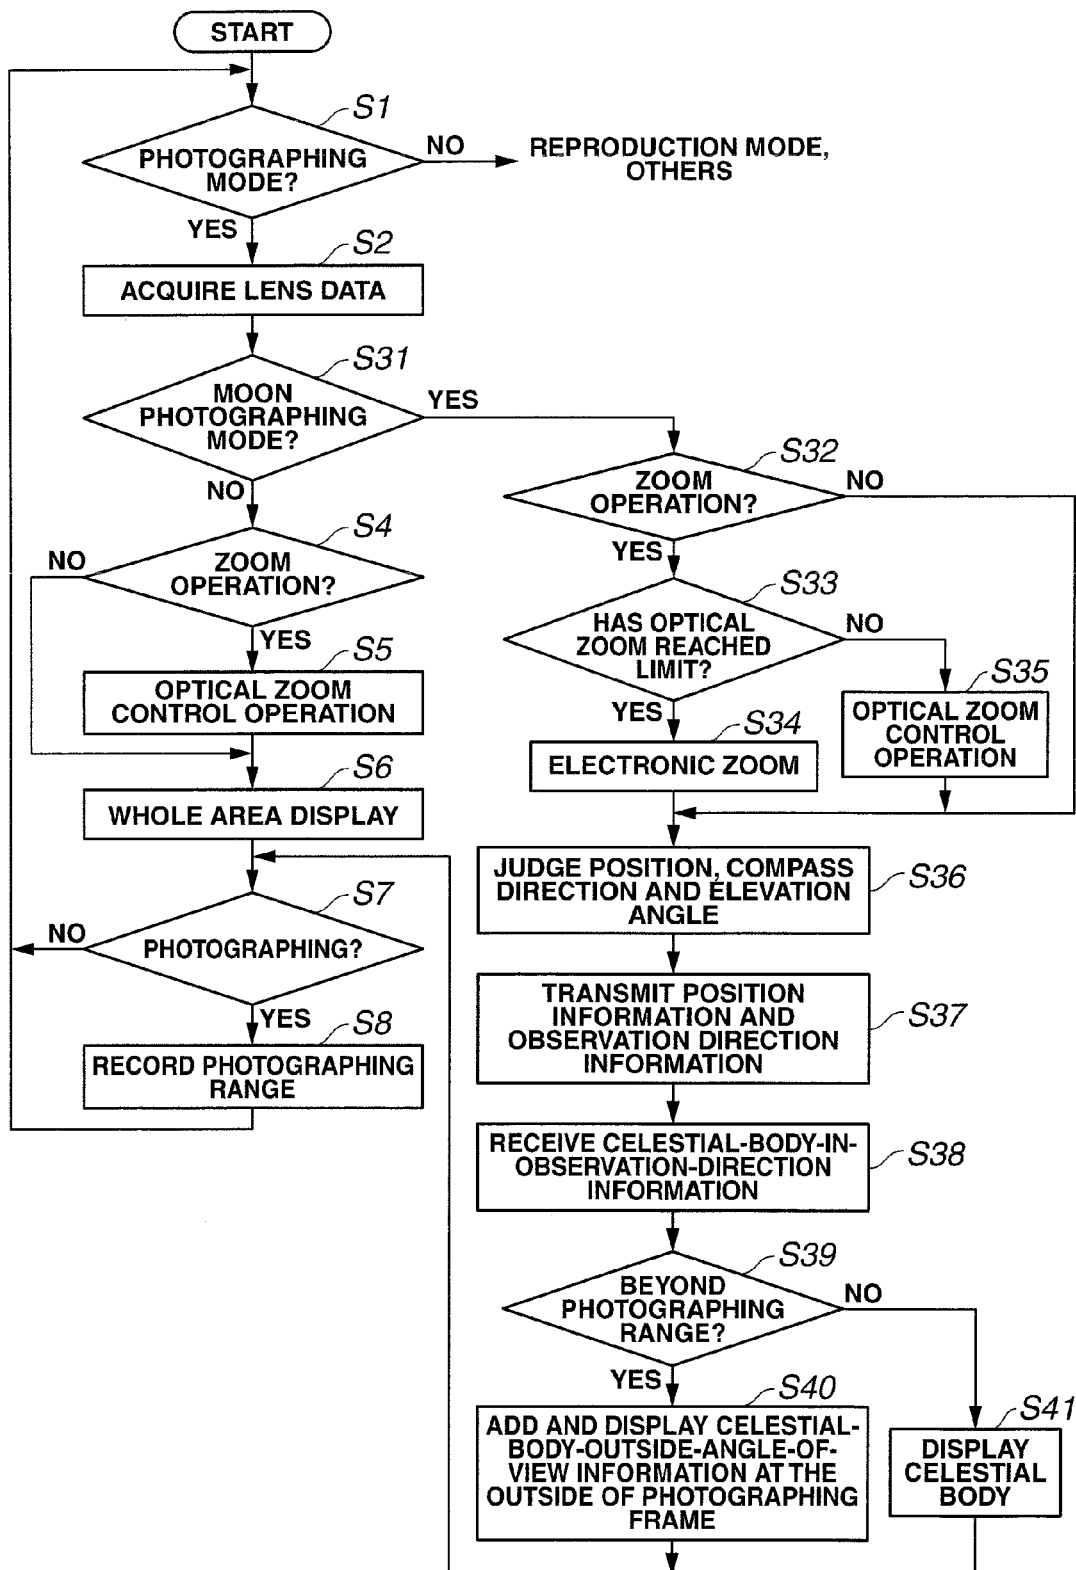 START
S1
PHOTOGRAPHING
MODE?
NO
REPRODUCTION MODE,
OTHERS
YES
S2
ACQUIRE LENS DATA
S31
MOON
PHOTOGRAPHING
MODE?
YES
NO
S4
ZOOM
OPERATION?
NO
YES
S5
OPTICAL ZOOM
CONTROL OPERATION
S6
WHOLE AREA DISPLAY
S7
PHOTOGRAPHING?
NO
YES
S8
RECORD PHOTOGRAPHING
RANGE
S32
ZOOM
OPERATION?
NO
YES
S33
HAS OPTICAL
ZOOM REACHED
LIMIT?
NO
YES
S34
ELECTRONIC ZOOM
S35
OPTICAL ZOOM
CONTROL
OPERATION
JUDGE POSITION, COMPASS
DIRECTION AND ELEVATION
ANGLE
S36
TRANSMIT POSITION
INFORMATION AND
OBSERVATION DIRECTION
INFORMATION
S37
RECEIVE CELESTIAL-BODY-IN-
OBSERVATION-DIRECTION
INFORMATION
S38
S39
BEYOND
PHOTOGRAPHING
RANGE?
NO
YES
S40
ADD AND DISPLAY CELESTIAL-
BODY-OUTSIDE-ANGLE-OF-
VIEW INFORMATION AT THE
OUTSIDE OF PHOTOGRAPHING
FRAME
S41
DISPLAY
CELESTIAL
BODY